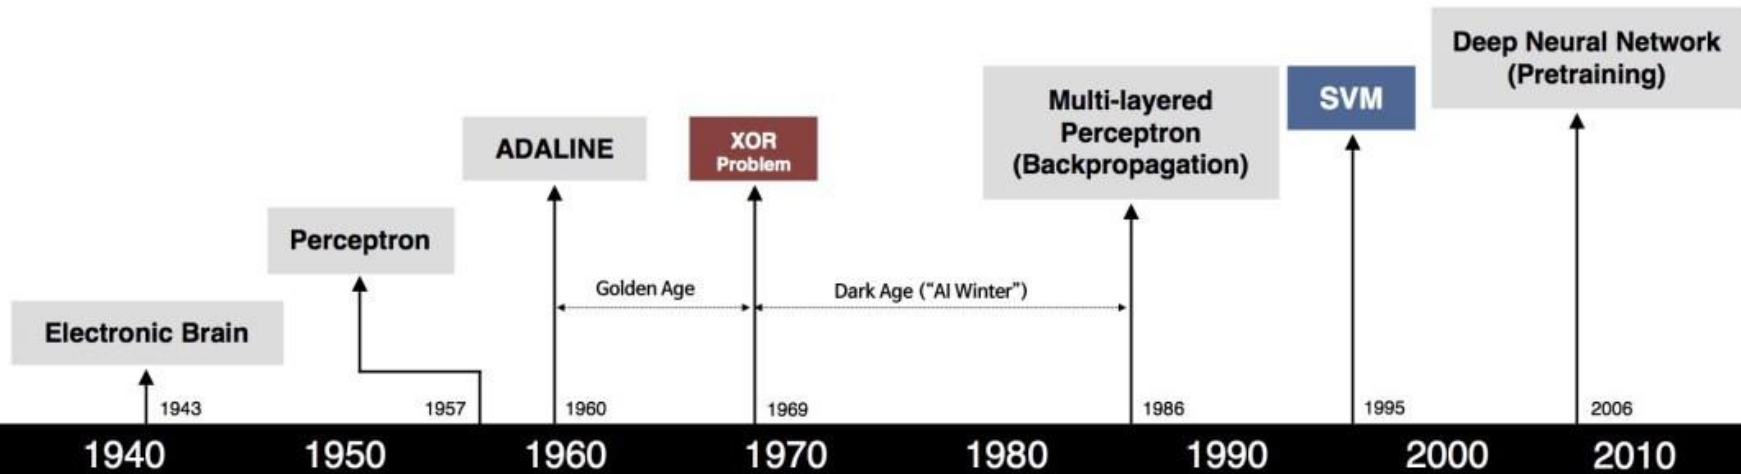 Deep Neural Network
(Pretraining)
Multi-layered
Perceptron
(Backpropagation)
SVM
ADALINE
XOR
Problem
Perceptron
Golden Age
Dark Age ("AI Winter")
Electronic Brain
1943
1957
1960
1969
1986
1995
2006
1940
1950
1960
1970
1980
1990
2000
2010